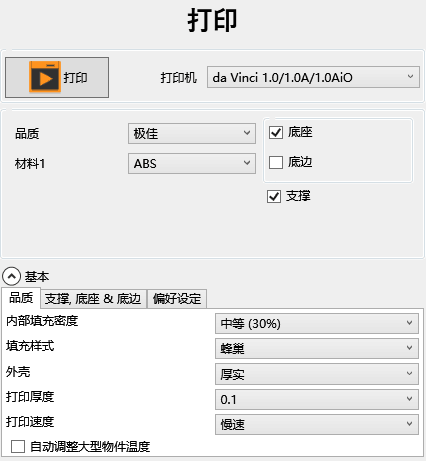 打印
打印
打印机
da Vinci 1.0/1.0A/1.0AiO
品质
极佳
底座
材料1
ABS
底边
支撑
基本
品质
支撑, 底座 & 底边
偏好设定
内部填充密度
中等 (30%)
填充样式
蜂巢
外壳
厚实
打印厚度
0.1
打印速度
慢速
自动调整大型物件温度